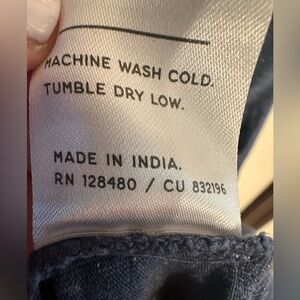 MACHINE WASH COLD.
TUMBLE DRY LOW.
MADE IN INDIA.
RN 128480 / CU 832196